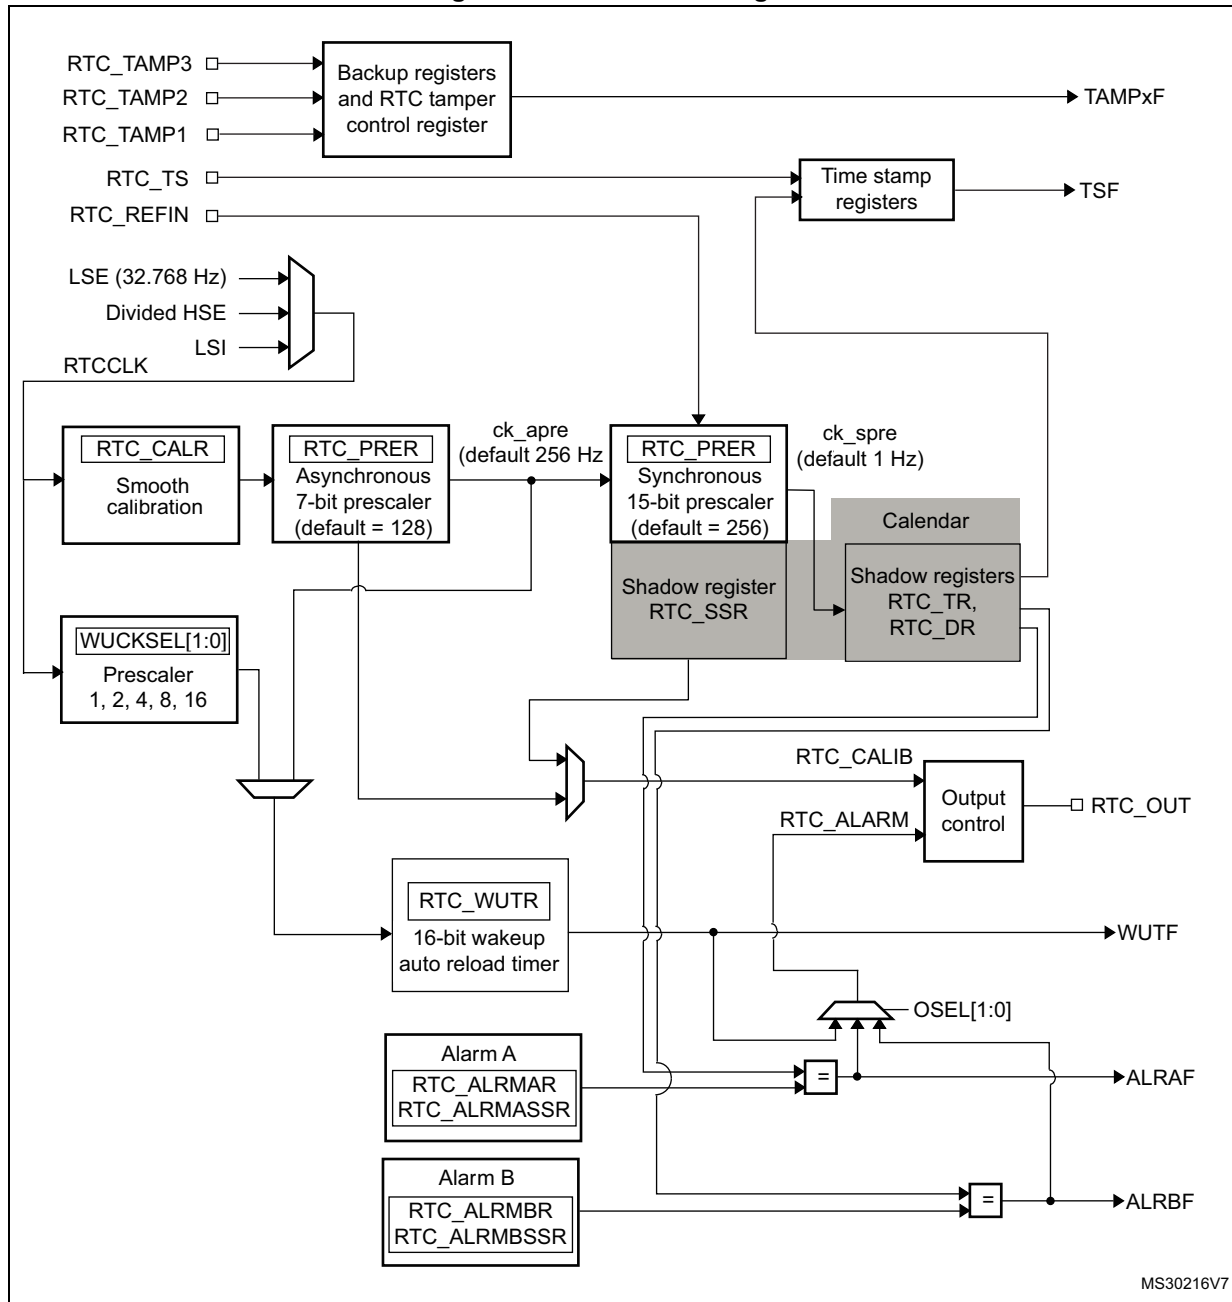 RTC_TAMP3
RTC_TAMP2
RTC_TAMP1
Backup registers
and RTC tamper
control register
TAMPxF
RTC_TS
RTC_REFIN
Time stamp
registers
TSF
LSE (32.768 Hz)
Divided HSE
LSI
RTCCLK
RTC_CALR
Smooth
calibration
RTC_PRER
Asynchronous
7-bit prescaler
(default = 128)
ck_apre
(default 256 Hz
RTC_PRER
Synchronous
15-bit prescaler
(default = 256)
ck_spre
(default 1 Hz)
Calendar
Shadow register
RTC_SSR
Shadow registers
RTC_TR,
RTC_DR
WUCKSEL[1:0]
Prescaler
1, 2, 4, 8, 16
RTC_CALIB
RTC_ALARM
Output
control
RTC_OUT
RTC_WUTR
16-bit wakeup
auto reload timer
WUTF
OSEL[1:0]
Alarm A
RTC_ALRMAR
RTC_ALRMASSR
=
ALRAF
Alarm B
RTC_ALRMBR
RTC_ALRMBSSR
=
ALRBF
MS30216V7